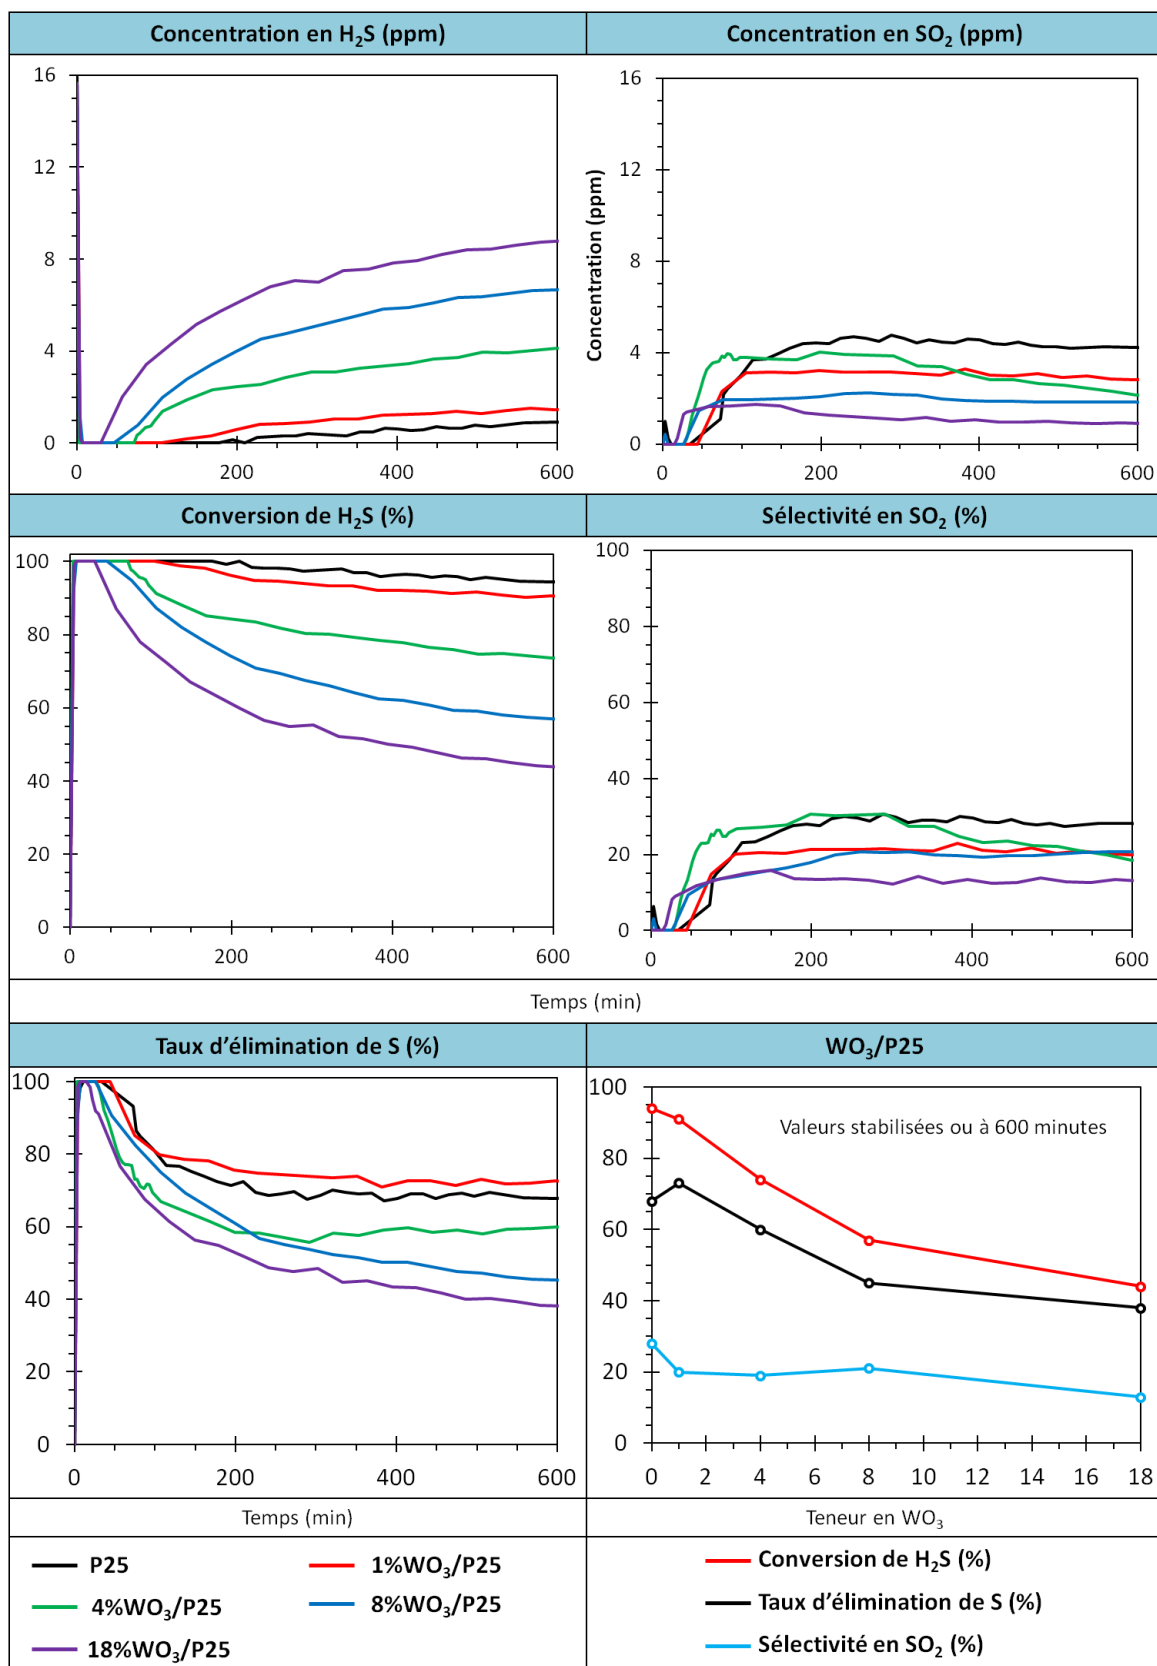 Concentration en H₂S (ppm)
Concentration en SO₂ (ppm)
16
12
8
4
0
0 200 400 600
Concentration (ppm)
16
12
8
4
0
0 200 400 600
Conversion de H₂S (%)
Sélectivité en SO₂ (%)
100
80
60
40
20
0
0 200 400 600
100
80
60
40
20
0
0 200 400 600
Temps (min)
Taux d’élimination de S (%)
WO₃/P25
100
80
60
40
20
0
0 200 400 600
Valeurs stabilisées ou à 600 minutes
100
80
60
40
20
0
0 2 4 6 8 10 12 14 16 18
Temps (min)
Teneur en WO₃
P25
1%WO₃/P25
4%WO₃/P25
8%WO₃/P25
18%WO₃/P25
Conversion de H₂S (%)
Taux d’élimination de S (%)
Sélectivité en SO₂ (%)